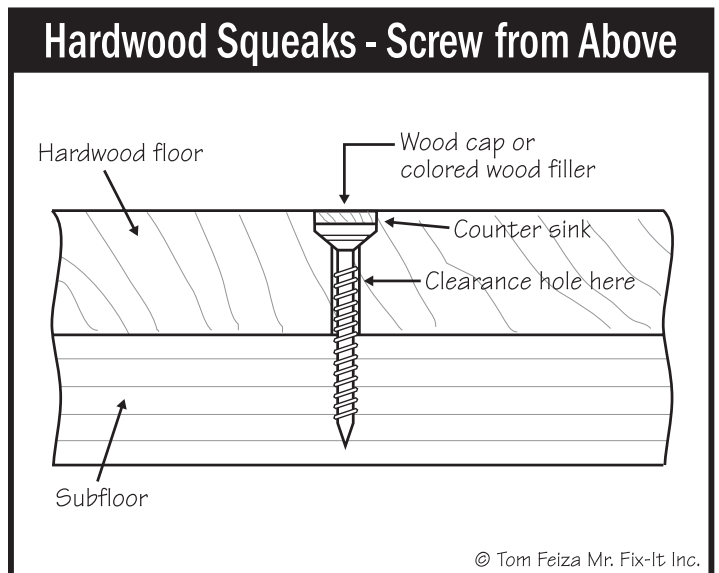 Hardwood Squeaks - Screw from Above
Hardwood floor
Wood cap or
colored wood filler
Counter sink
Clearance hole here
Subfloor
© Tom Feiza Mr. Fix-It Inc.